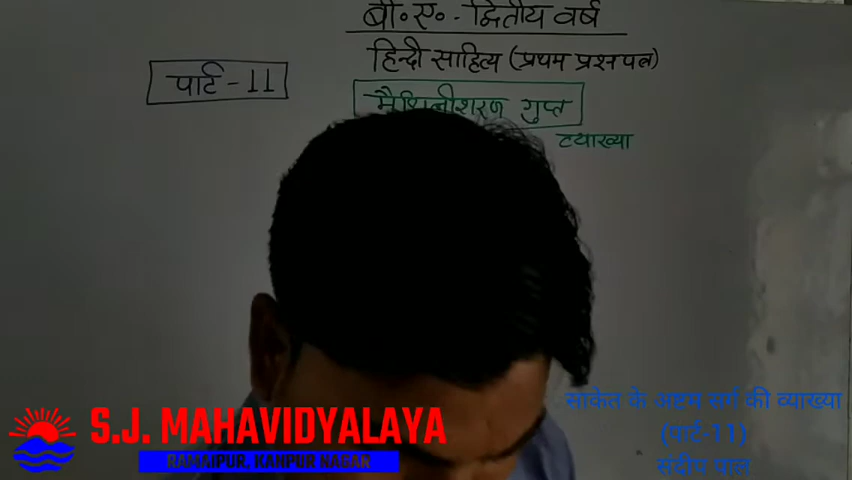 बी॰ ए॰ - द्वितीय वर्ष
हिन्दी साहित्य (प्रथम प्रश्नपत्र)
पार्ट - 11
मैथिलीशरण गुप्त
व्याख्या
साकेत के अष्टम सर्ग की व्याख्या
(पार्ट-11)
संदीप पाल
S.J. MAHAVIDYALAYA
RAMAIPUR, KANPUR NAGAR